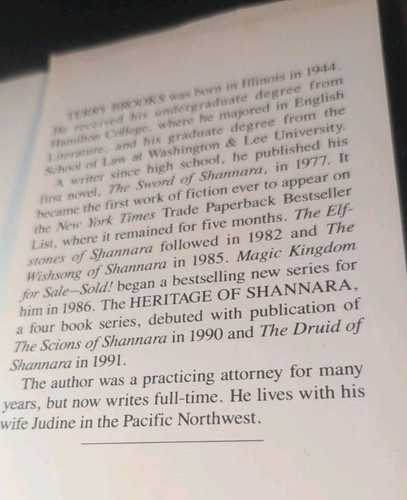 TERRY BROOKS was born in Illinois in 1944.
He received his undergraduate degree from
Hamilton College, where he majored in English
Literature, and his graduate degree from the
School of Law at Washington & Lee University.
A writer since high school, he published his
first novel, The Sword of Shannara, in 1977. It
became the first work of fiction ever to appear on
the New York Times Trade Paperback Bestseller
List, where it remained for five months. The Elf-
stones of Shannara followed in 1982 and The
Wishsong of Shannara in 1985. Magic Kingdom
for Sale—Sold! began a bestselling new series for
him in 1986. The HERITAGE OF SHANNARA,
a four book series, debuted with publication of
The Scions of Shannara in 1990 and The Druid of
Shannara in 1991.
The author was a practicing attorney for many
years, but now writes full-time. He lives with his
wife Judine in the Pacific Northwest.